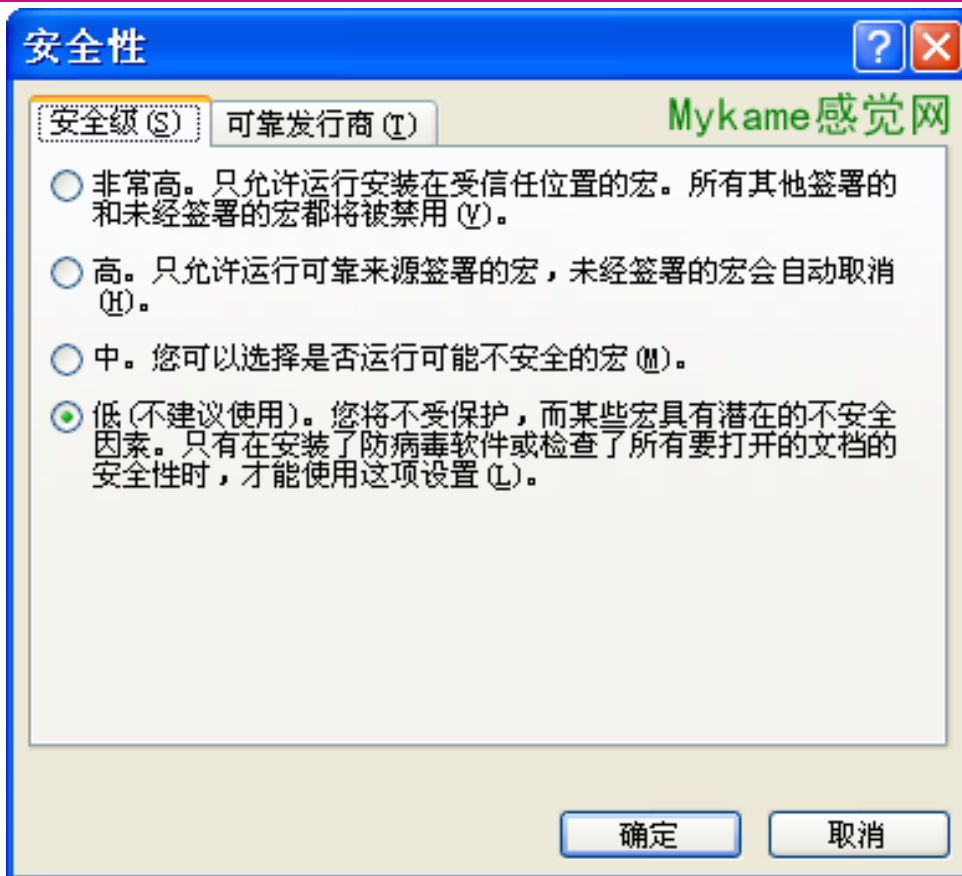 安全性
安全级(S) 可靠发行商(T)
Mykame感觉网
非常高。只允许运行安装在受信任位置的宏。所有其他签署的
和未经签署的宏都将被禁用(V)。
高。只允许运行可靠来源签署的宏，未经签署的宏会自动取消
(H)。
中。您可以选择是否运行可能不安全的宏(M)。
低(不建议使用)。您将不受保护，而某些宏具有潜在的不安全
因素。只有在安装了防病毒软件或检查了所有要打开的文档的
安全性时，才能使用这项设置(L)。
确定 取消